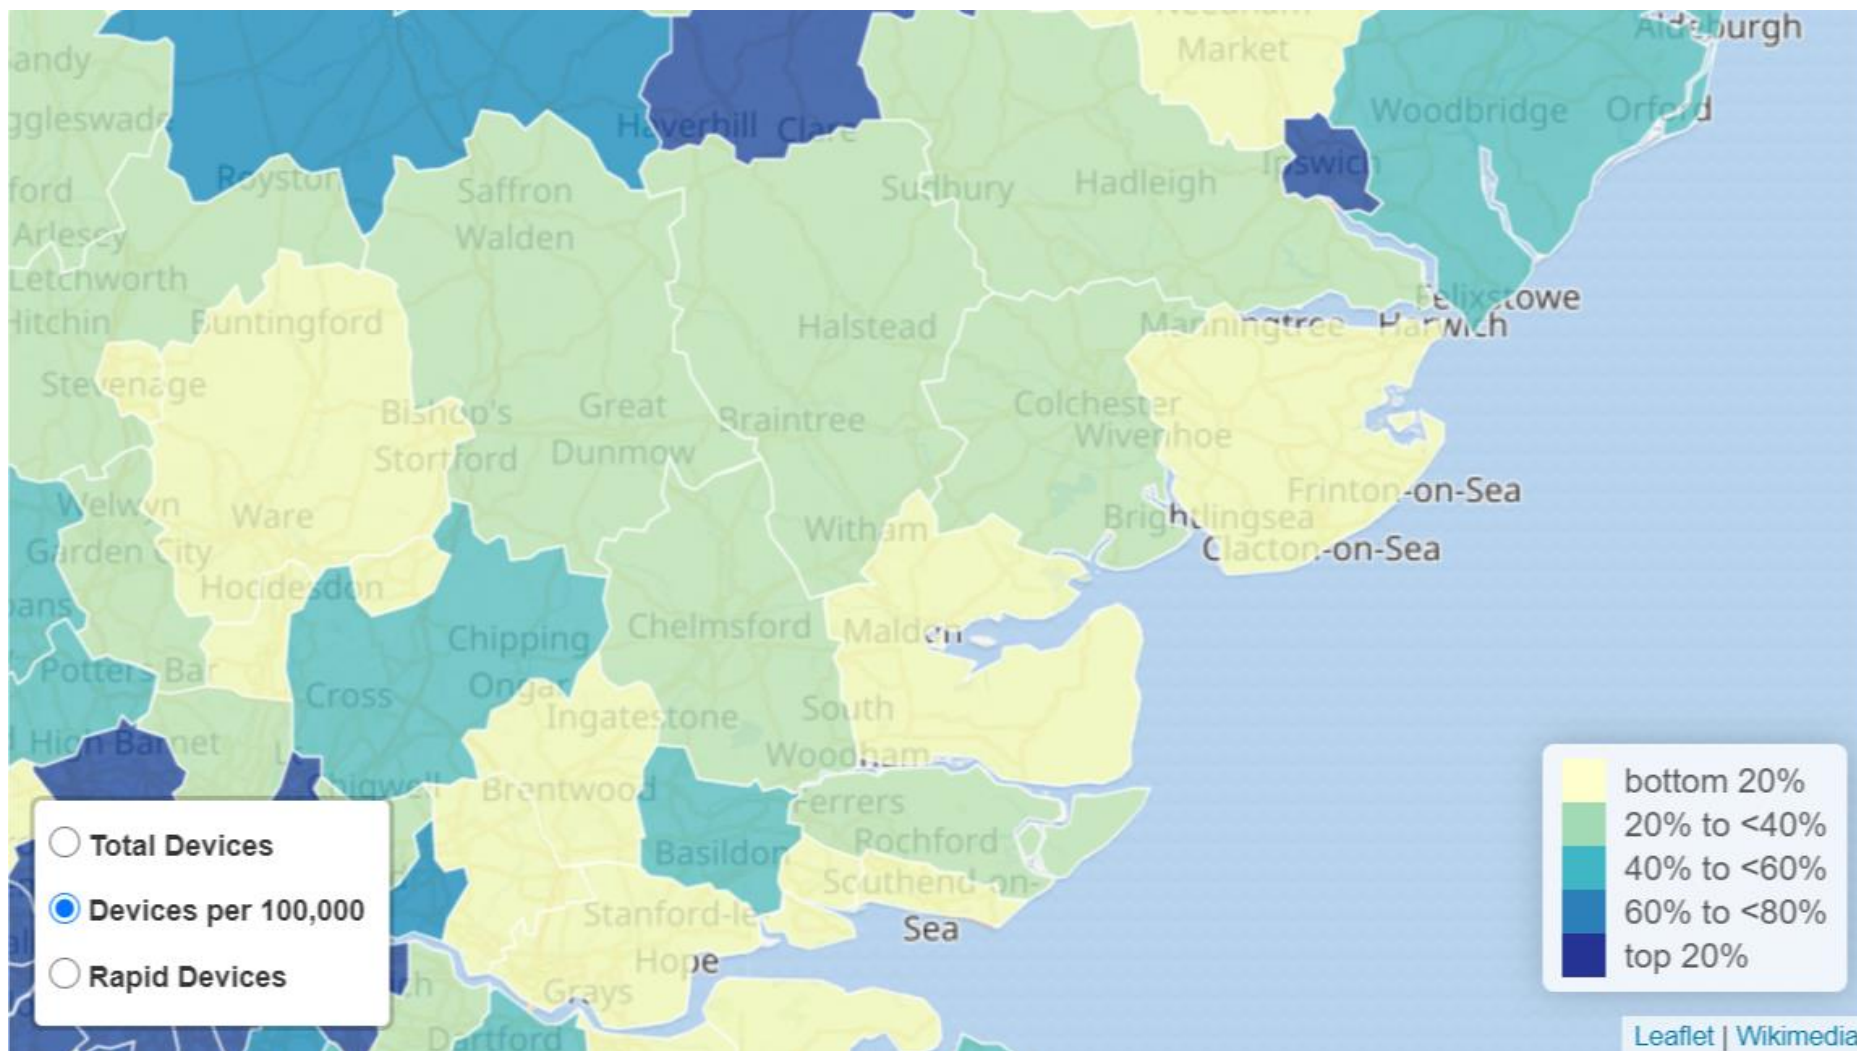 Aldeburgh
Needham
Market
Woodbridge
Orford
Haverhill
Clare
Ipswich
Royston
Saffron
Walden
Sudbury
Hadleigh
Arlesey
Letchworth
Hitchin
Buntingford
Halstead
Felixstowe
Manningtree
Harwich
Stevenage
Bishop's
Stortford
Great
Dunmow
Braintree
Colchester
Wivenhoe
Frinton-on-Sea
Welwyn
Garden City
Ware
Witham
Brightlingsea
Clacton-on-Sea
Hoddesdon
Chelmsford
Maldon
Chipping
Ongar
Potters Bar
Cross
Ingatestone
South
Woodham
Ferrers
High Barnet
Chigwell
Brentwood
Basildon
Rochford
Southend-on-
Sea
Stanford-le
Hope
Grays
Dartford
Total Devices
Devices per 100,000
Rapid Devices
bottom 20%
20% to <40%
40% to <60%
60% to <80%
top 20%
Leaflet | Wikimedia